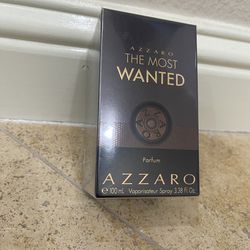 AZZARO
THE MOST
WANTED
Parfum
AZZARO
℮ 100 mL Vaporisateur Spray 3.38 Fl. Oz.